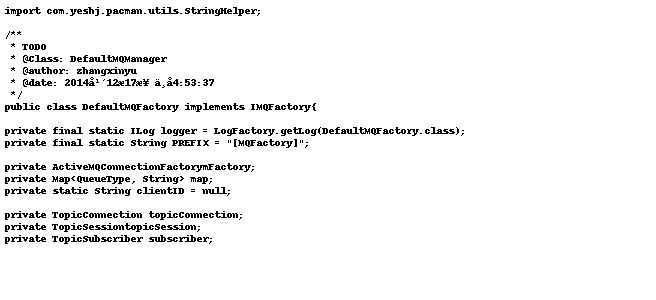 import com.yeshj.pacman.utils.StringHelper;
/**
* TODO
* @Class: DefaultMQManager
* @author: zhangxinyu
* @date: 2014å¹´12æ17æ¥ ä¸å4:53:37
*/
public class DefaultMQFactory implements IMQFactory{
private final static ILog logger = LogFactory.getLog(DefaultMQFactory.class);
private final static String PREFIX = "[MQFactory]";
private ActiveMQConnectionFactorymFactory;
private Map<QueueType, String> map;
private static String clientID = null;
private TopicConnection topicConnection;
private TopicSessiontopicSession;
private TopicSubscriber subscriber;